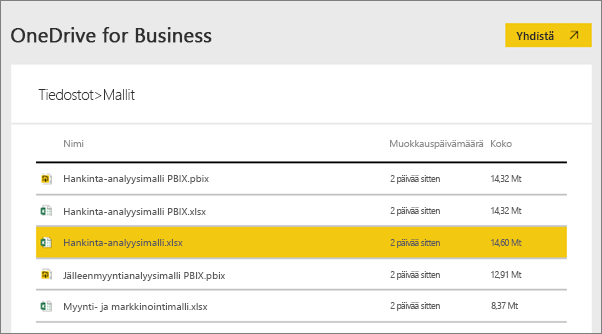 OneDrive for Business
Yhdistä
Tiedostot>Mallit
Nimi Muokkauspäivämäärä Koko
Hankinta-analyysimalli PBIX.pbix 2 päivää sitten 14,32 Mt
Hankinta-analyysimalli PBIX.xlsx 2 päivää sitten 14,32 Mt
Hankinta-analyysimalli.xlsx 2 päivää sitten 14,60 Mt
Jälleenmyyntianalyysimalli PBIX.pbix 2 päivää sitten 12,91 Mt
Myynti- ja markkinointimalli.xlsx 2 päivää sitten 8,37 Mt